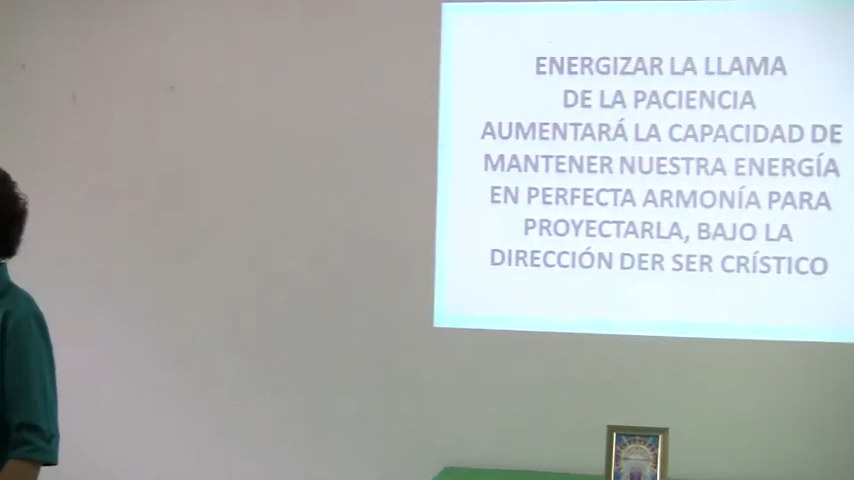 ENERGIZAR LA LLAMA
DE LA PACIENCIA
AUMENTARÁ LA CAPACIDAD DE
MANTENER NUESTRA ENERGÍA
EN PERFECTA ARMONÍA PARA
PROYECTARLA, BAJO LA
DIRECCIÓN DER SER CRÍSTICO